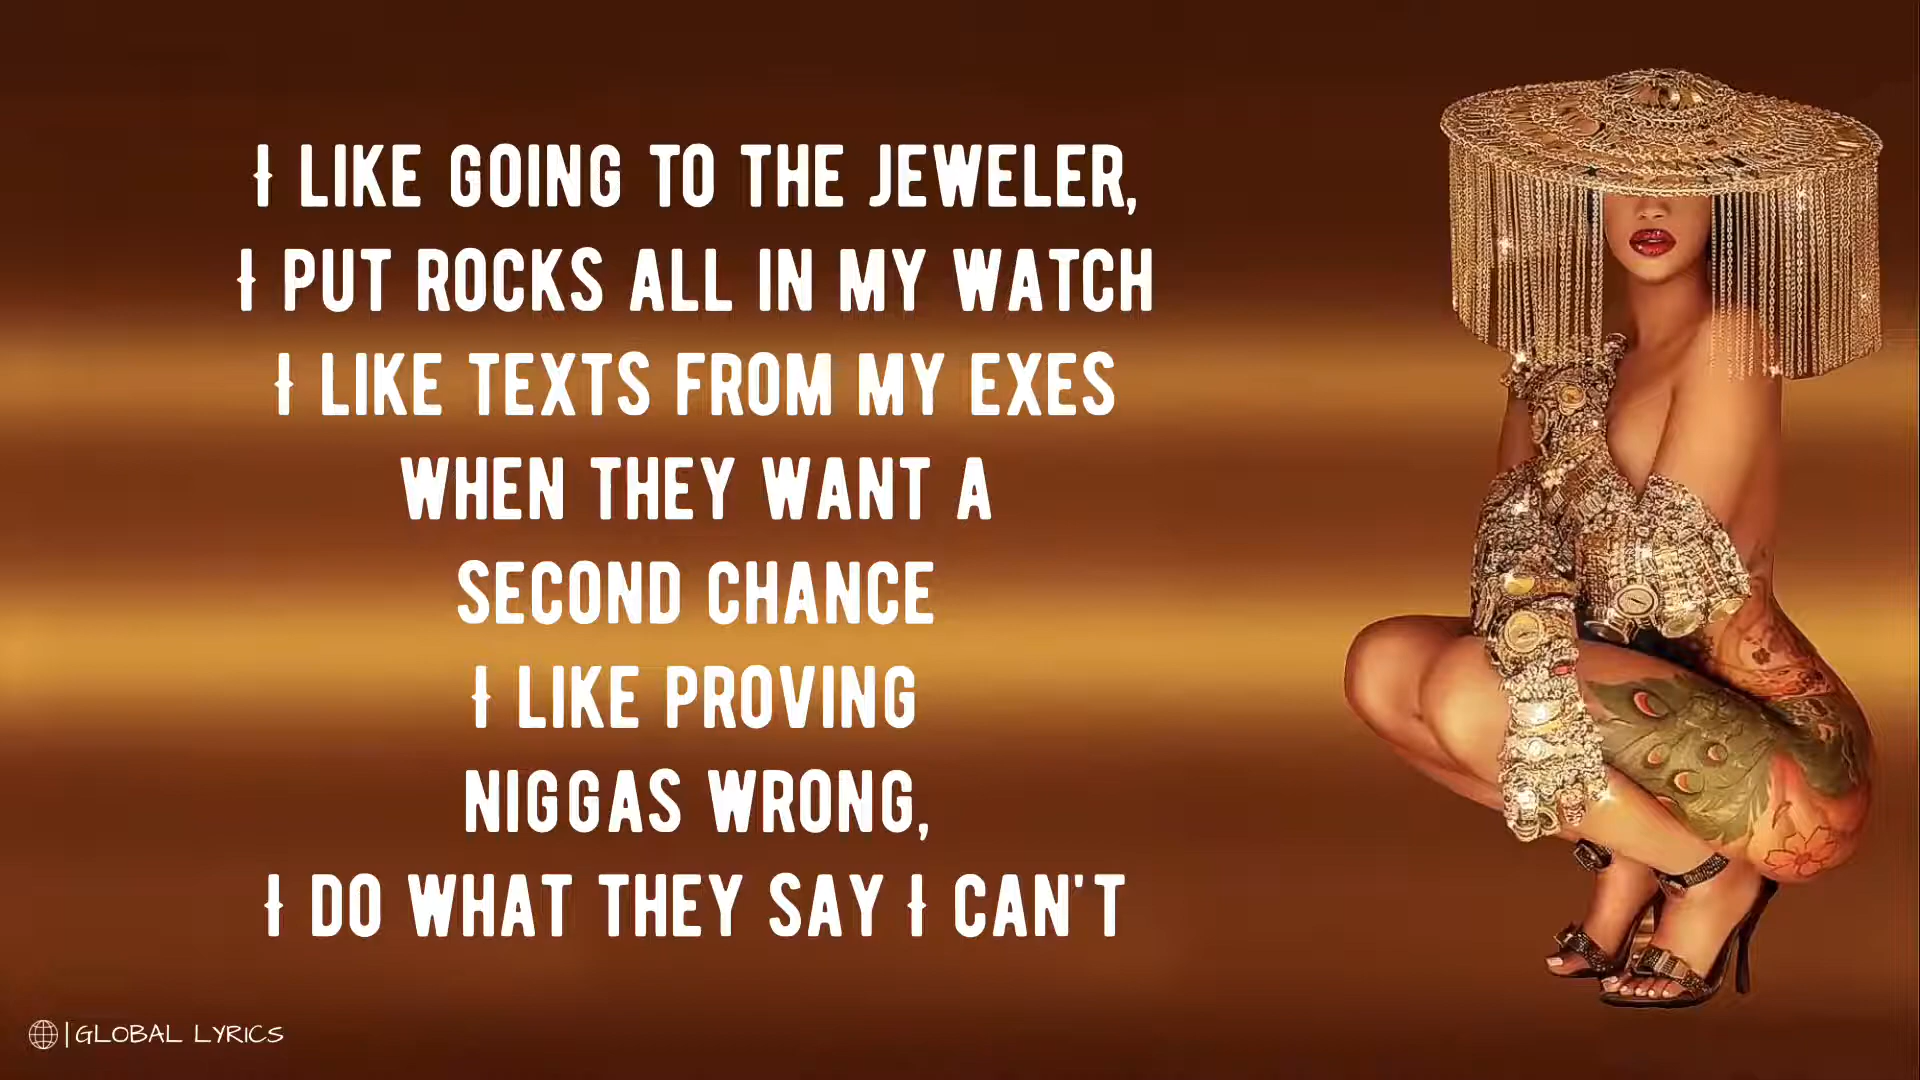 I LIKE GOING TO THE JEWELER,
I PUT ROCKS ALL IN MY WATCH
I LIKE TEXTS FROM MY EXES
WHEN THEY WANT A
SECOND CHANCE
I LIKE PROVING
NIGGAS WRONG,
I DO WHAT THEY SAY I CAN'T
|GLOBAL LYRICS